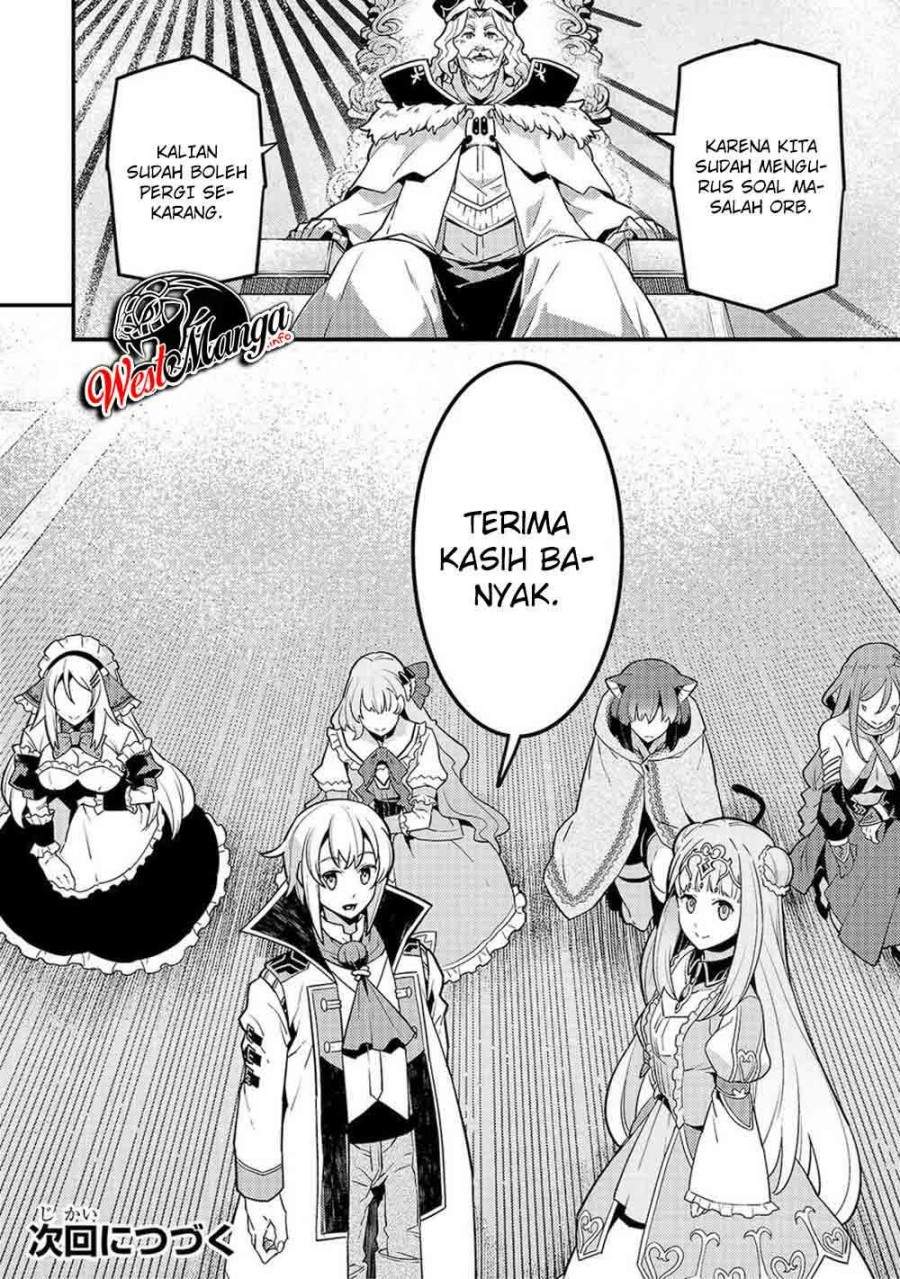 KARENA KITA
SUDAH MENGU-
RUS SOAL MA-
SALAH ORB.
KALIAN
SUDAH BOLEH
PERGI SE-
KARANG.
WestManga
.info
TERIMA
KASIH BA-
NYAK.
じかい
次回につづく